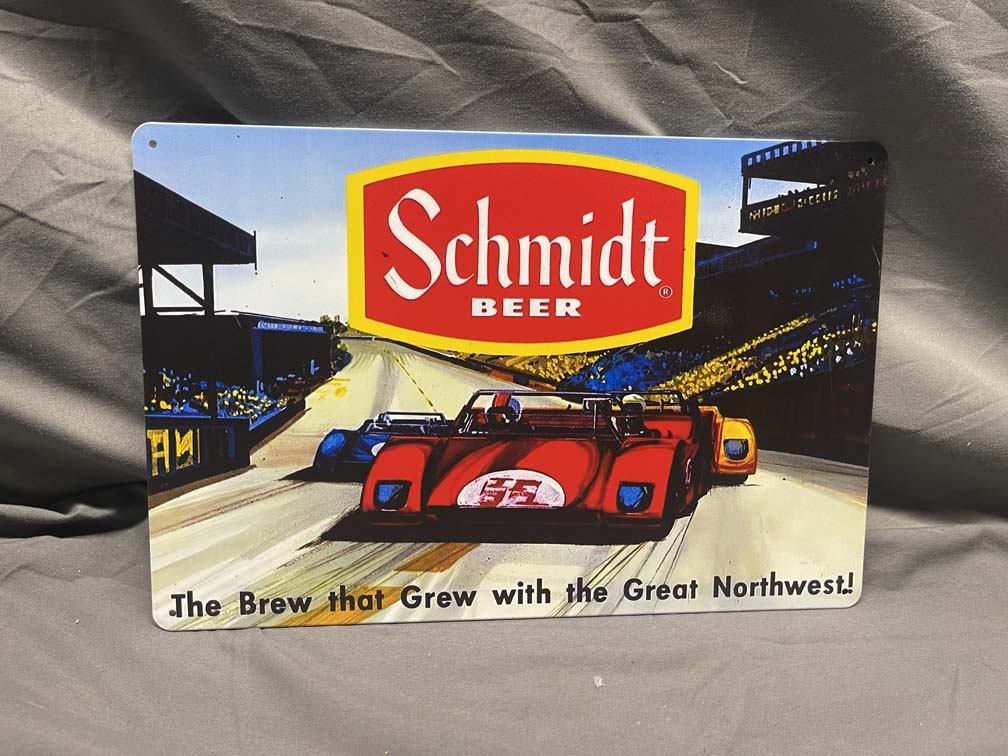 Schmidt
BEER
®
The Brew that Grew with the Great Northwest!